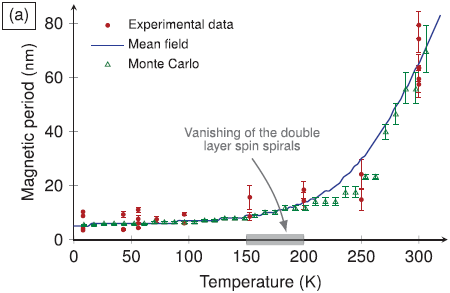 (a)
Experimental data
Mean field
Monte Carlo
Vanishing of the double
layer spin spirals
Magnetic period (nm)
80
60
40
20
0
0 50 100 150 200 250 300
Temperature (K)